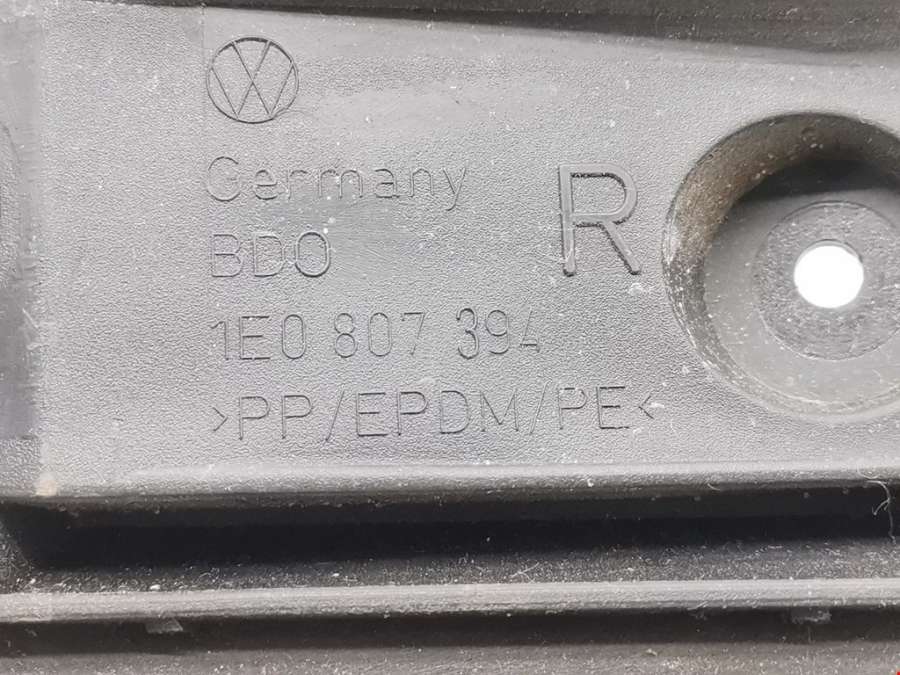 Germany
BDO
R
1E0 807 394
>PP/EPDM/PE<